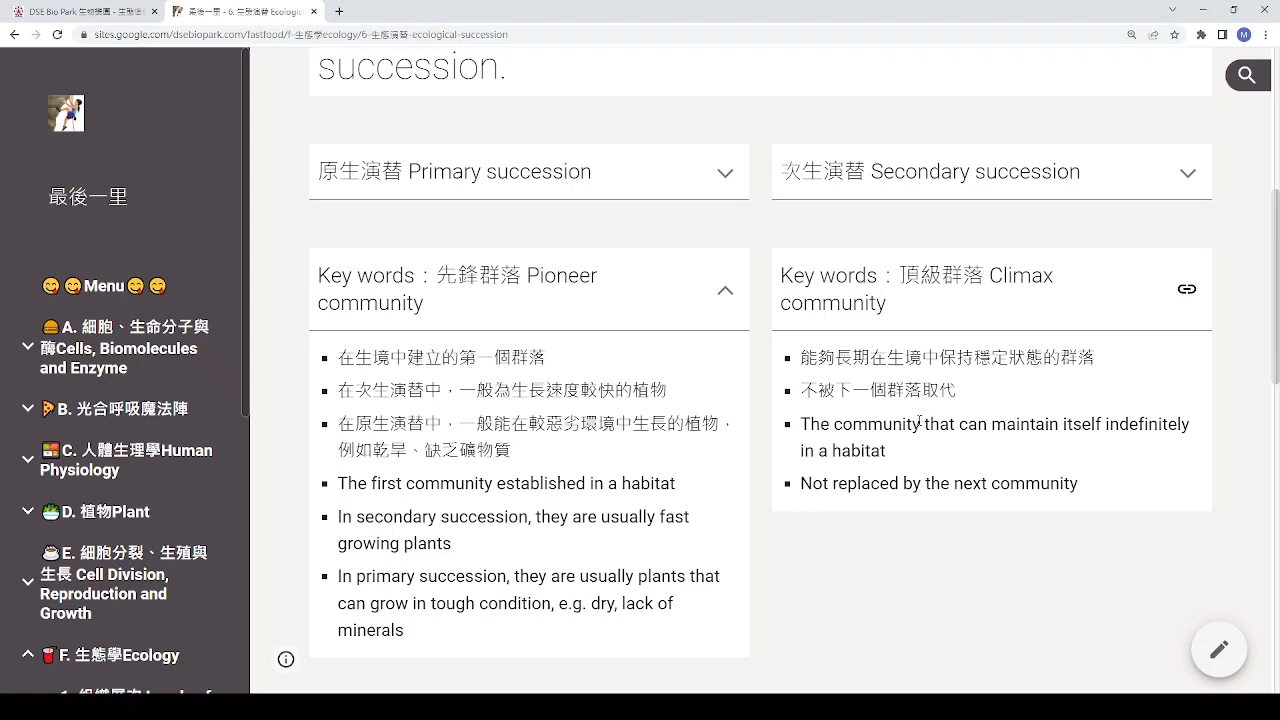 DSE Bio Park 生物樂園 - 生態演
最後一里 - 6. 生態演替 Ecologic
sites.google.com/dsebiopark.com/fastfood/f-生態學ecology/6-生態演替-ecological-succession
M
succession.
最後一里
原生演替 Primary succession
次生演替 Secondary succession
😋 😋Menu😋 😋
🍔A. 細胞、生命分子與
酶Cells, Biomolecules
and Enzyme
🍕B. 光合呼吸魔法陣
🍱C. 人體生理學Human
Physiology
🥗D. 植物Plant
☕E. 細胞分裂、生殖與
生長 Cell Division,
Reproduction and
Growth
🥤F. 生態學Ecology
Key words：先鋒群落 Pioneer
community
▪ 在生境中建立的第一個群落
▪ 在次生演替中，一般為生長速度較快的植物
▪ 在原生演替中，一般能在較惡劣環境中生長的植物，
例如乾旱、缺乏礦物質
▪ The first community established in a habitat
▪ In secondary succession, they are usually fast
growing plants
▪ In primary succession, they are usually plants that
can grow in tough condition, e.g. dry, lack of
minerals
Key words：頂級群落 Climax
community
▪ 能夠長期在生境中保持穩定狀態的群落
▪ 不被下一個群落取代
▪ The community that can maintain itself indefinitely
in a habitat
▪ Not replaced by the next community